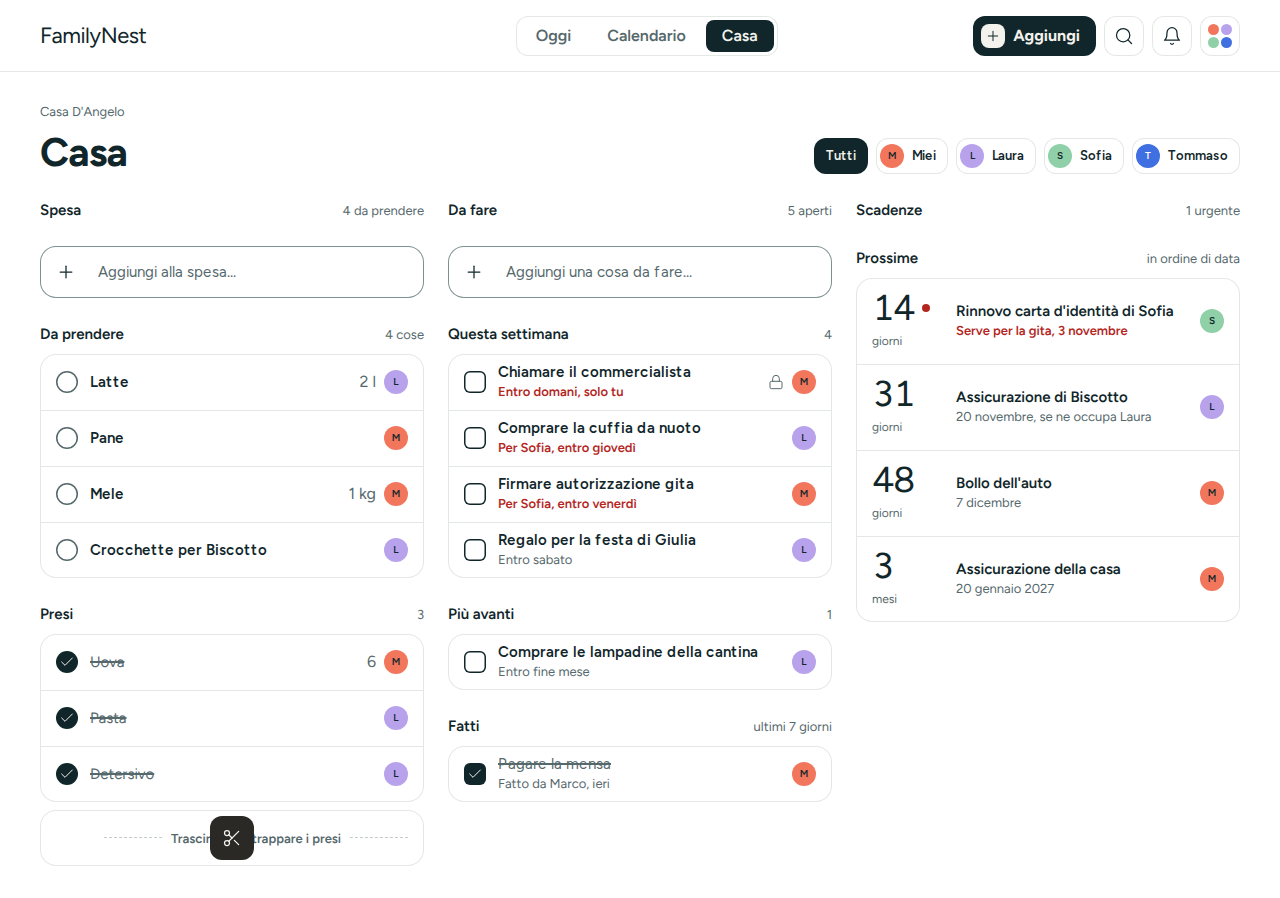 FamilyNest
Oggi
Calendario
Casa
Aggiungi
Casa D'Angelo
Casa
Tutti
M Miei
L Laura
S Sofia
T Tommaso
Spesa
4 da prendere
Aggiungi alla spesa...
Da prendere
4 cose
Latte
2 l
L
Pane
M
Mele
1 kg
M
Crocchette per Biscotto
L
Presi
3
Uova
6
M
Pasta
L
Detersivo
L
trappare i presi
Da fare
5 aperti
Aggiungi una cosa da fare...
Questa settimana
4
Chiamare il commercialista
Entro domani, solo tu
M
Comprare la cuffia da nuoto
Per Sofia, entro giovedì
L
Firmare autorizzazione gita
Per Sofia, entro venerdì
M
Regalo per la festa di Giulia
Entro sabato
L
Più avanti
1
Comprare le lampadine della cantina
Entro fine mese
L
Fatti
ultimi 7 giorni
Pagare la mensa
Fatto da Marco, ieri
M
Scadenze
1 urgente
Prossime
in ordine di data
14
giorni
Rinnovo carta d'identità di Sofia
Serve per la gita, 3 novembre
S
31
giorni
Assicurazione di Biscotto
20 novembre, se ne occupa Laura
L
48
giorni
Bollo dell'auto
7 dicembre
M
3
mesi
Assicurazione della casa
20 gennaio 2027
M